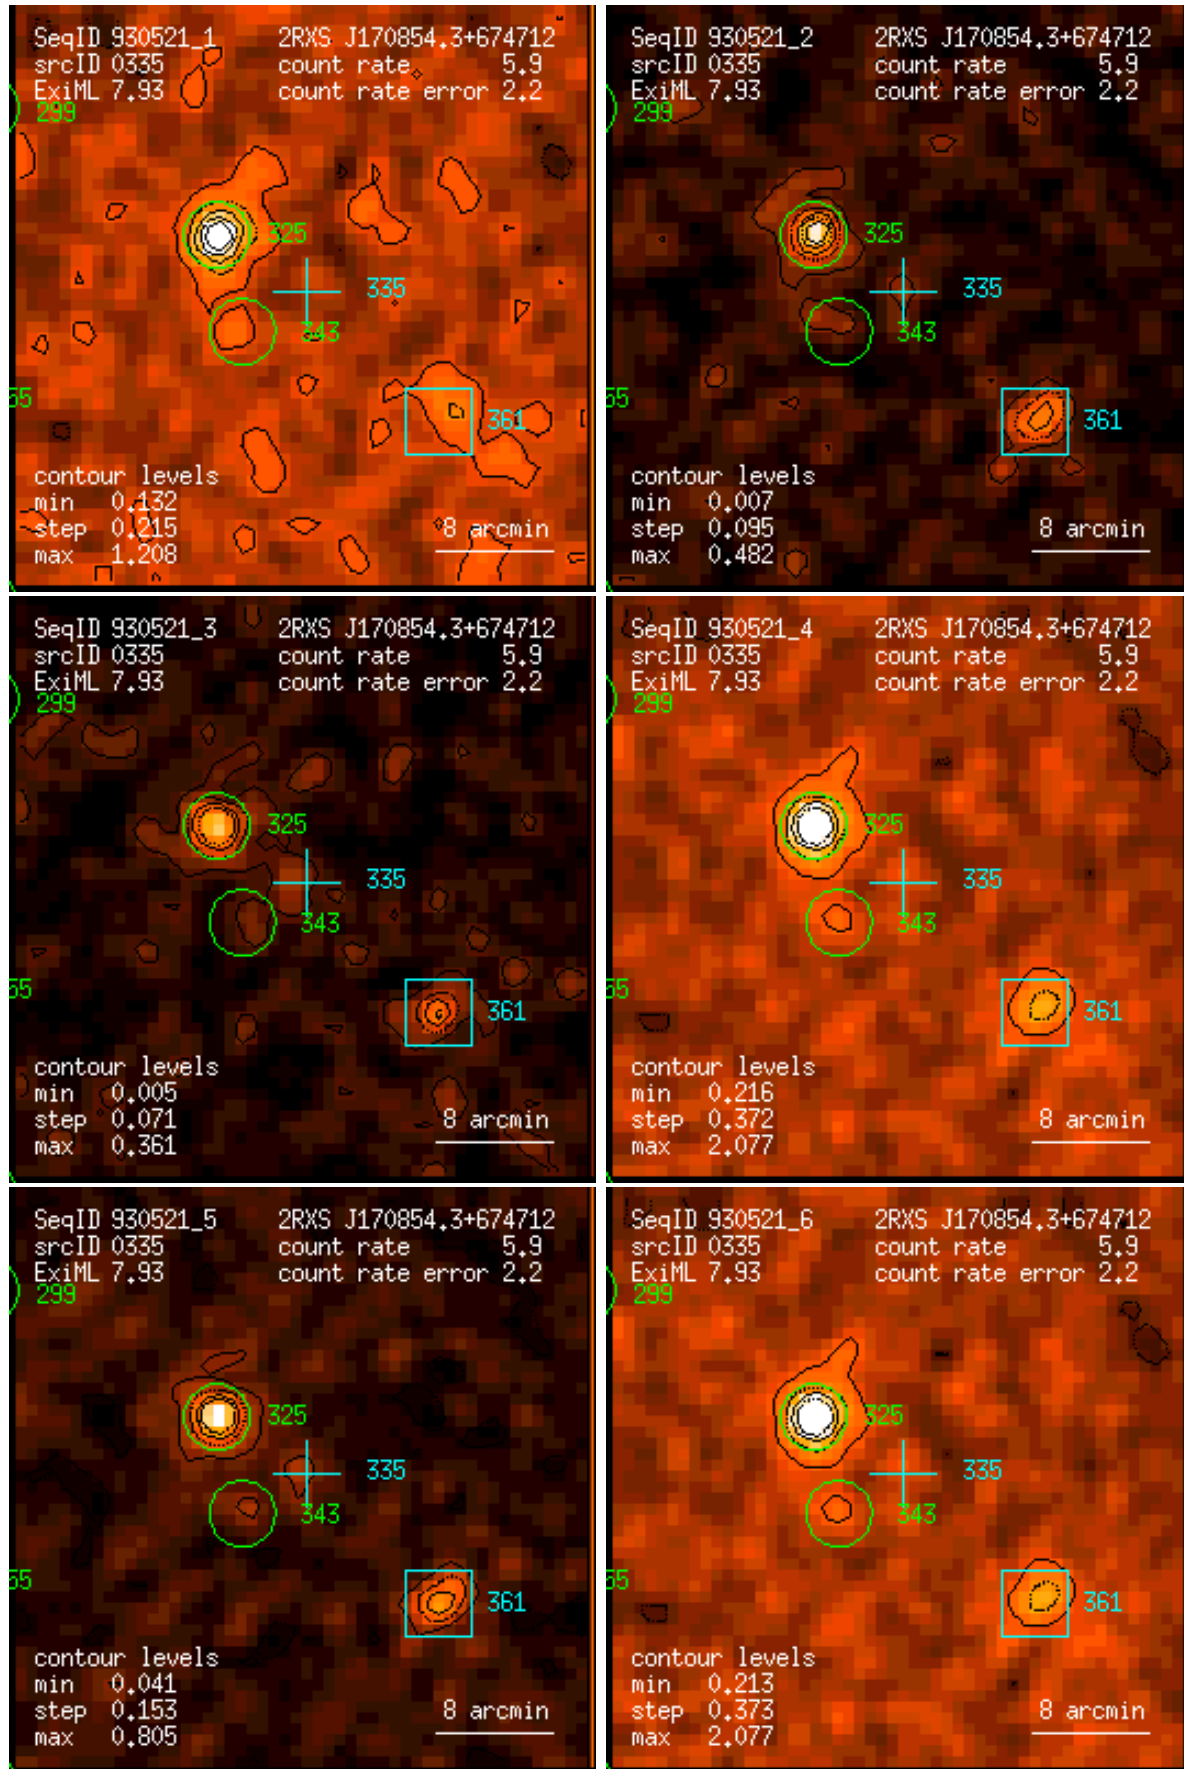 SeqID 930521_1 2RXS J170854.3+674712
srcID 0335 count rate 5.9
ExiML 7.93 count rate error 2.2
299
325
335
343
55
361
contour levels
min 0.132
step 0.215 8 arcmin
max 1.208
SeqID 930521_2 2RXS J170854.3+674712
srcID 0335 count rate 5.9
ExiML 7.93 count rate error 2.2
299
325
335
343
55
361
contour levels
min 0.007
step 0.095 8 arcmin
max 0.482
SeqID 930521_3 2RXS J170854.3+674712
srcID 0335 count rate 5.9
ExiML 7.93 count rate error 2.2
299
325
335
343
55
361
contour levels
min 0.005
step 0.071 8 arcmin
max 0.361
SeqID 930521_4 2RXS J170854.3+674712
srcID 0335 count rate 5.9
ExiML 7.93 count rate error 2.2
299
325
335
343
55
361
contour levels
min 0.216
step 0.372 8 arcmin
max 2.077
SeqID 930521_5 2RXS J170854.3+674712
srcID 0335 count rate 5.9
ExiML 7.93 count rate error 2.2
299
325
335
343
55
361
contour levels
min 0.041
step 0.153 8 arcmin
max 0.805
SeqID 930521_6 2RXS J170854.3+674712
srcID 0335 count rate 5.9
ExiML 7.93 count rate error 2.2
299
325
335
343
55
361
contour levels
min 0.213
step 0.373 8 arcmin
max 2.077